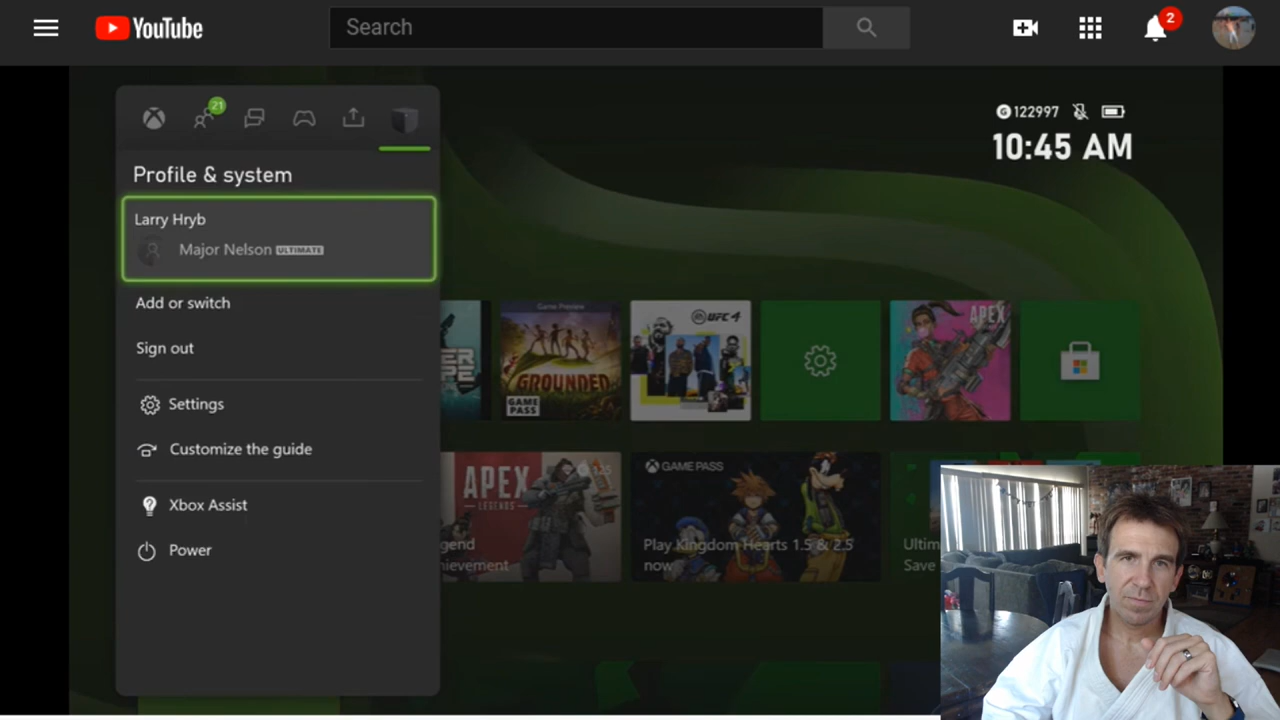 YouTube
Search
2
21
122997
10:45 AM
Profile & system
Larry Hryb
Major Nelson ULTIMATE
Add or switch
Sign out
Settings
Customize the guide
Xbox Assist
Power
Game Preview
GROUNDED
GAME PASS
UFC 4
APEX
APEX
LEGENDS
GAME PASS
Play Kingdom Hearts 1.5 & 2.5
now
Save